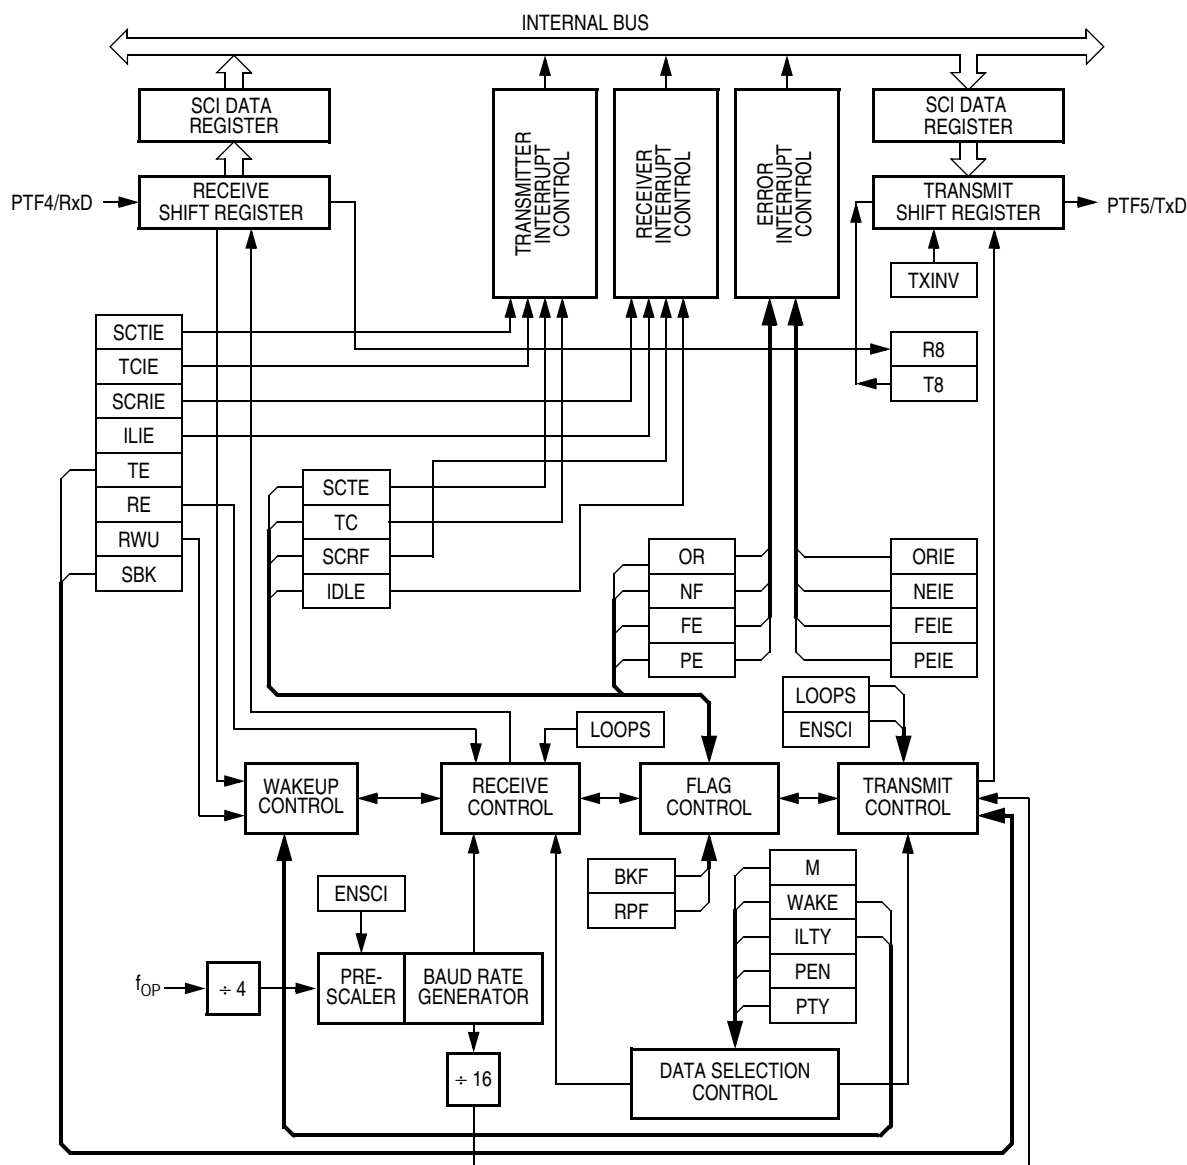 INTERNAL BUS
SCI DATA
REGISTER
TRANSMITTER
INTERRUPT
CONTROL
RECEIVER
INTERRUPT
CONTROL
ERROR
INTERRUPT
CONTROL
SCI DATA
REGISTER
PTF4/RxD
RECEIVE
SHIFT REGISTER
TRANSMIT
SHIFT REGISTER
PTF5/TxD
TXINV
SCTIE
TCIE
SCRIE
ILIE
TE
RE
RWU
SBK
R8
T8
SCTE
TC
SCRF
IDLE
OR
NF
FE
PE
ORIE
NEIE
FEIE
PEIE
LOOPS
LOOPS
ENSCI
WAKEUP
CONTROL
RECEIVE
CONTROL
FLAG
CONTROL
TRANSMIT
CONTROL
BKF
RPF
M
WAKE
ILTY
PEN
PTY
ENSCI
fOP
÷ 4
PRE-
SCALER
BAUD RATE
GENERATOR
÷ 16
DATA SELECTION
CONTROL